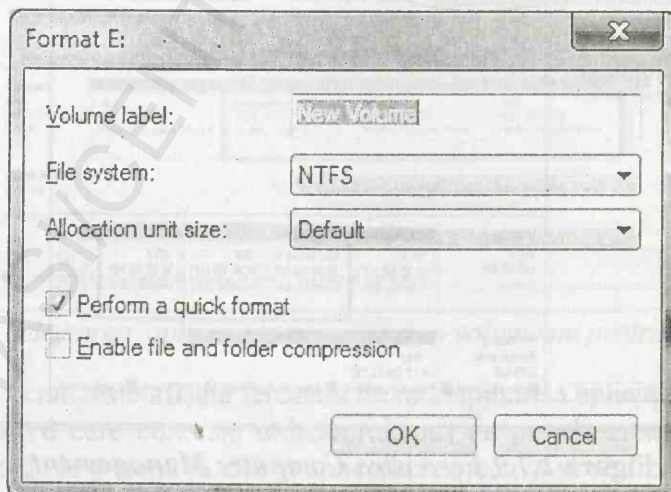 Format E:
Volume label: New Volume
File system: NTFS
Allocation unit size: Default
Perform a quick format
Enable file and folder compression
OK Cancel